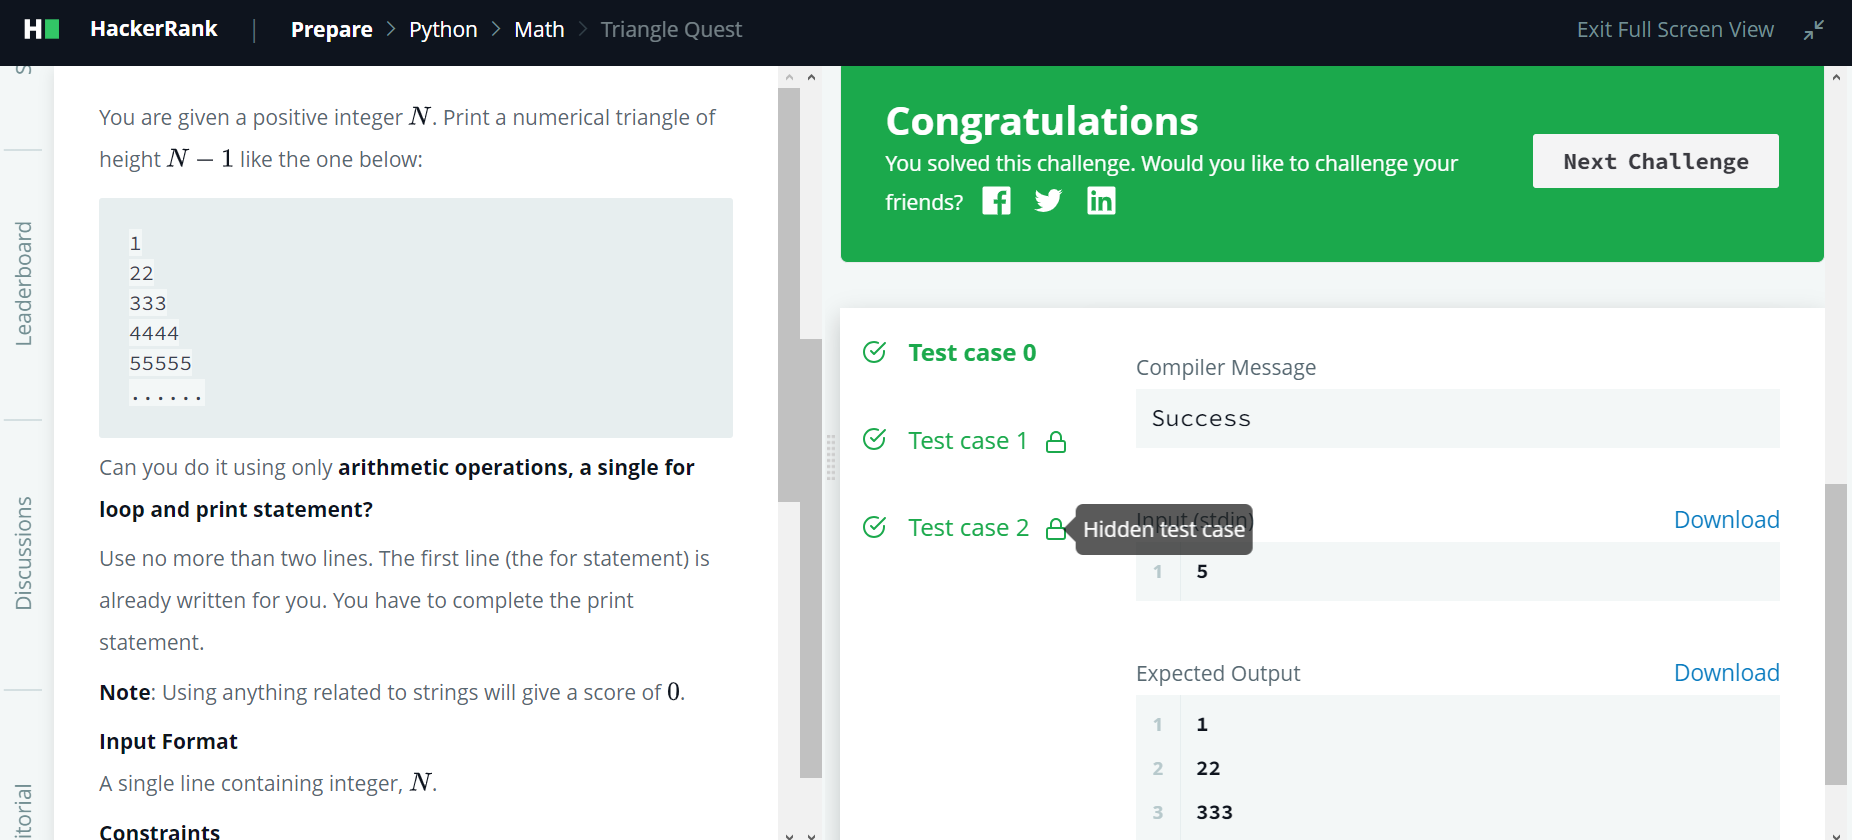 HackerRank | Prepare > Python > Math > Triangle Quest
Exit Full Screen View
Leaderboard
Discussions
You are given a positive integer N. Print a numerical triangle of
height N − 1 like the one below:
1
22
333
4444
55555
......
Can you do it using only arithmetic operations, a single for
loop and print statement?
Use no more than two lines. The first line (the for statement) is
already written for you. You have to complete the print
statement.
Note: Using anything related to strings will give a score of 0.
Input Format
A single line containing integer, N.
Constraints
Congratulations
You solved this challenge. Would you like to challenge your
friends?
Next Challenge
Test case 0
Test case 1
Test case 2
Hidden test case
Compiler Message
Success
Input (stdin)
Download
1 5
Expected Output
Download
1 1
2 22
3 333